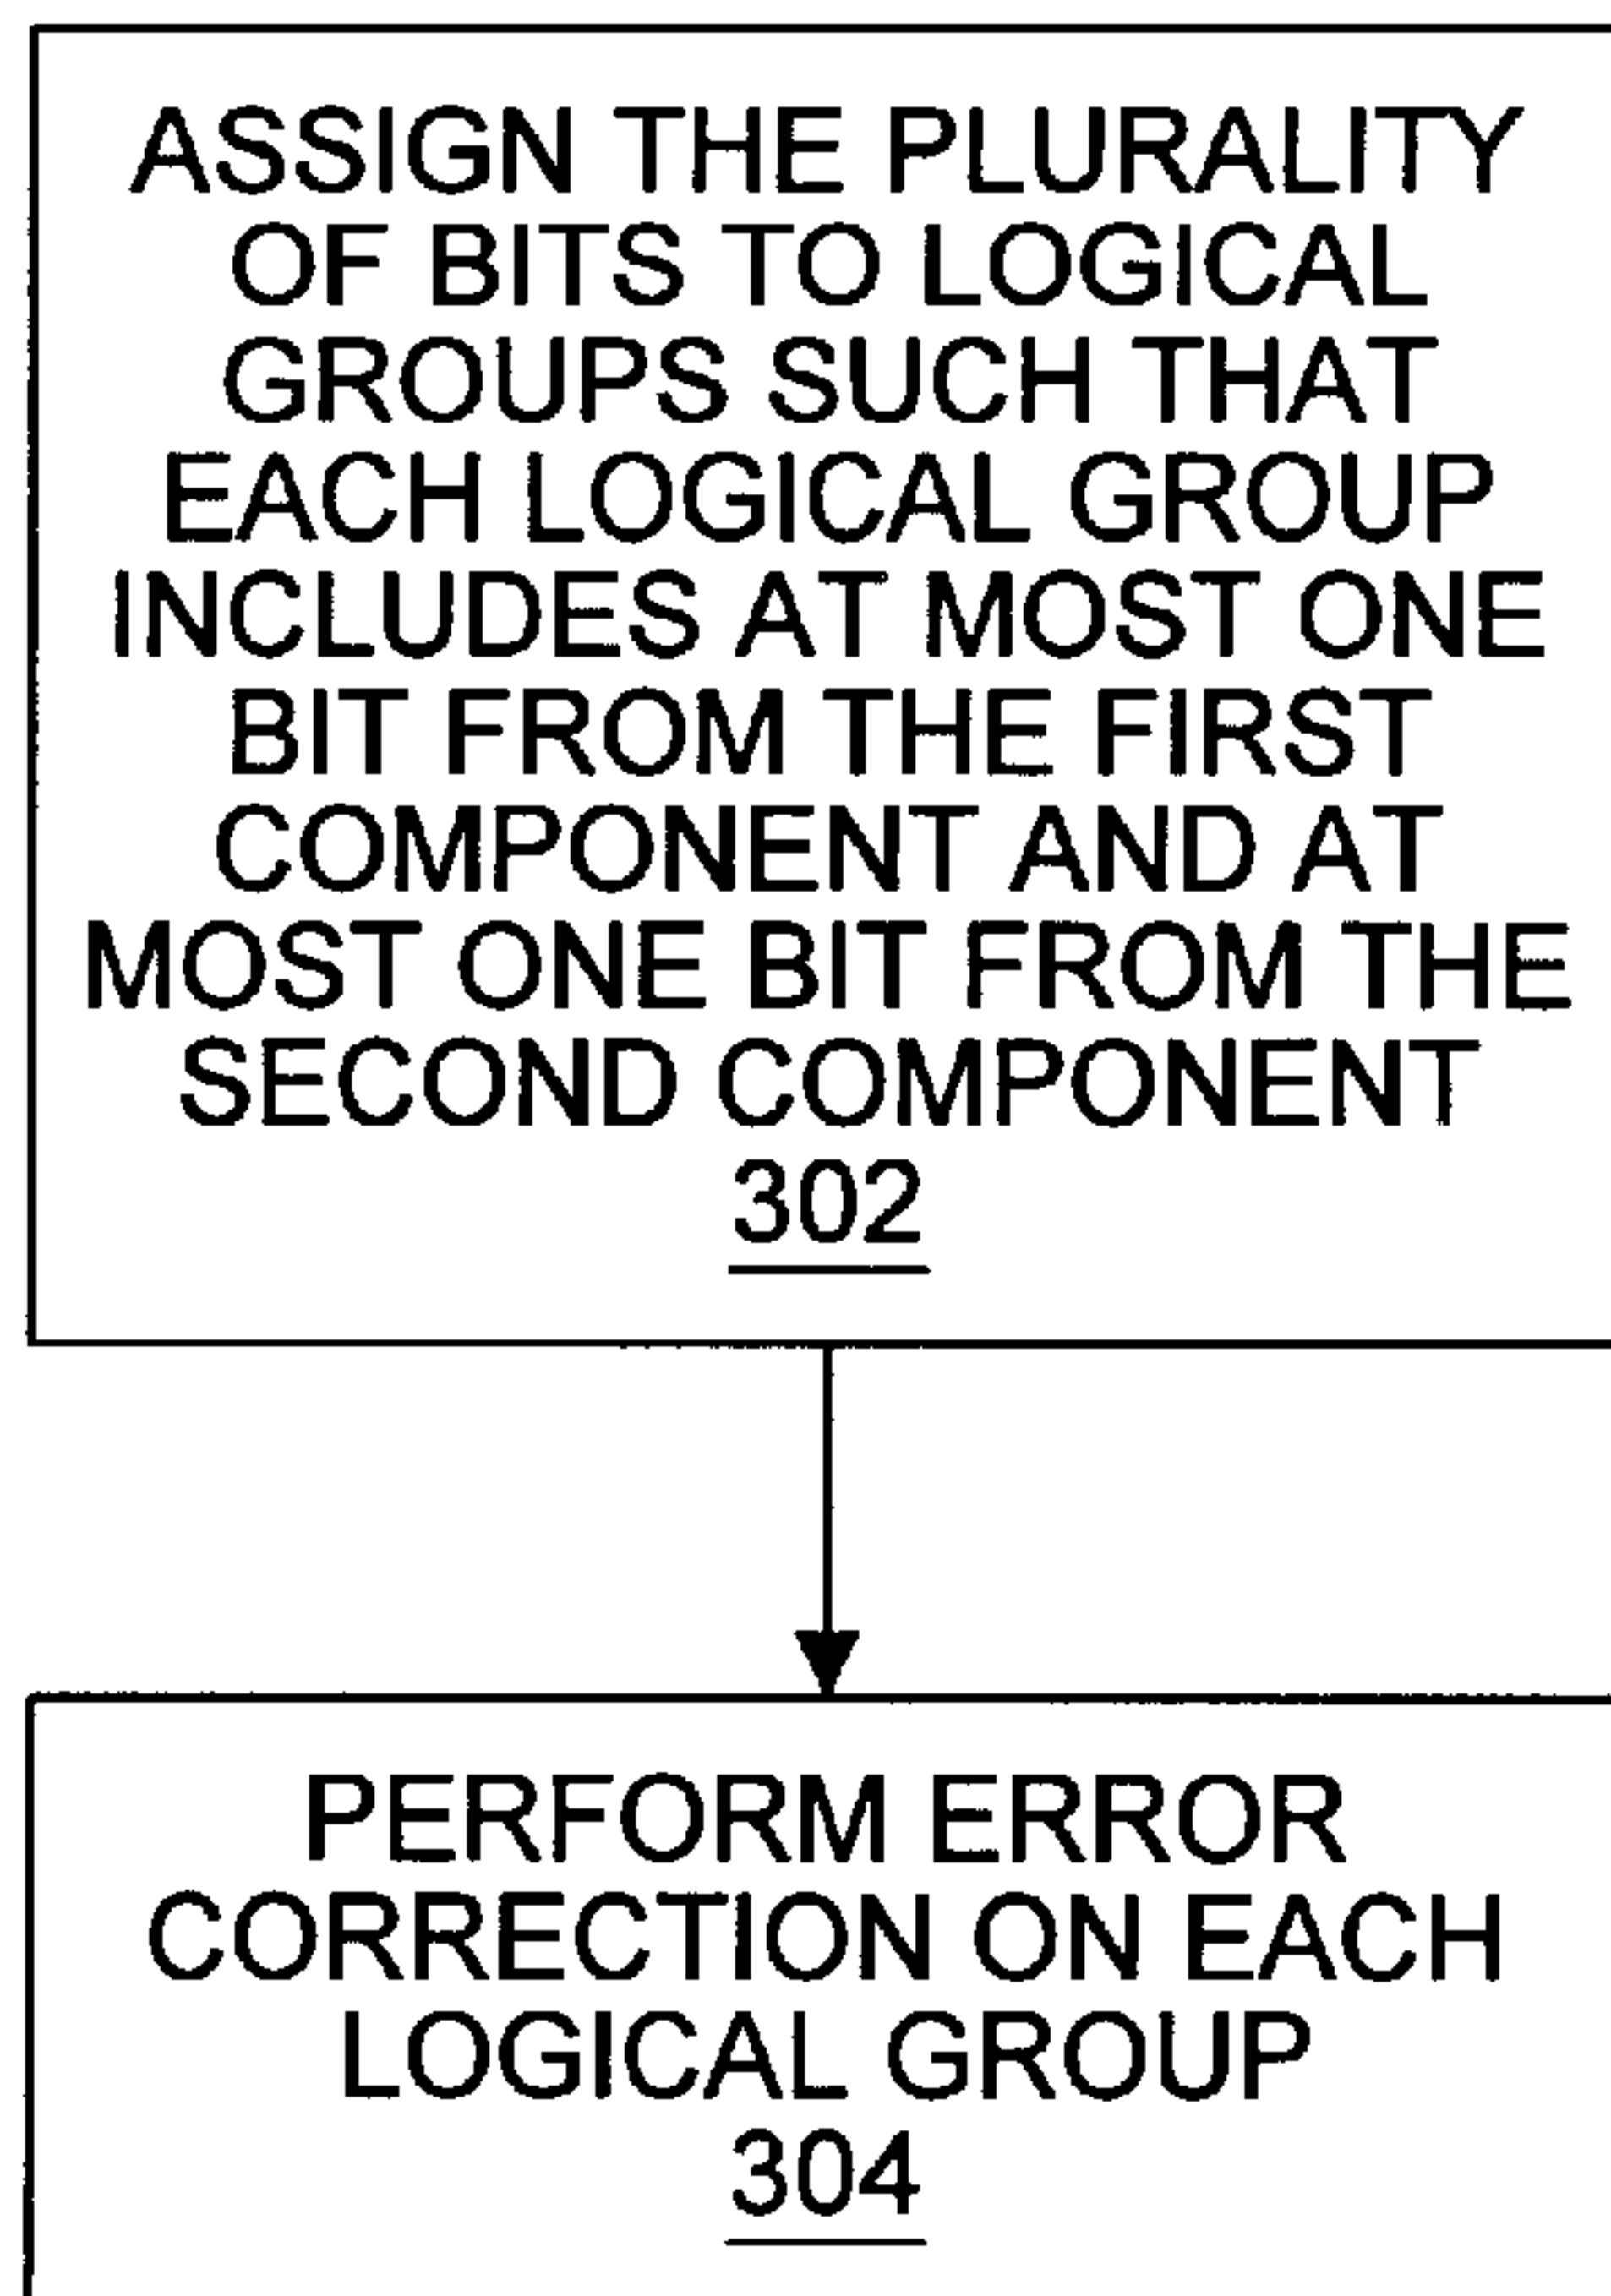 ASSIGN THE PLURALITY
OF BITS TO LOGICAL
GROUPS SUCH THAT
EACH LOGICAL GROUP
INCLUDES AT MOST ONE
BIT FROM THE FIRST
COMPONENT AND AT
MOST ONE BIT FROM THE
SECOND COMPONENT
302
PERFORM ERROR
CORRECTION ON EACH
LOGICAL GROUP
304